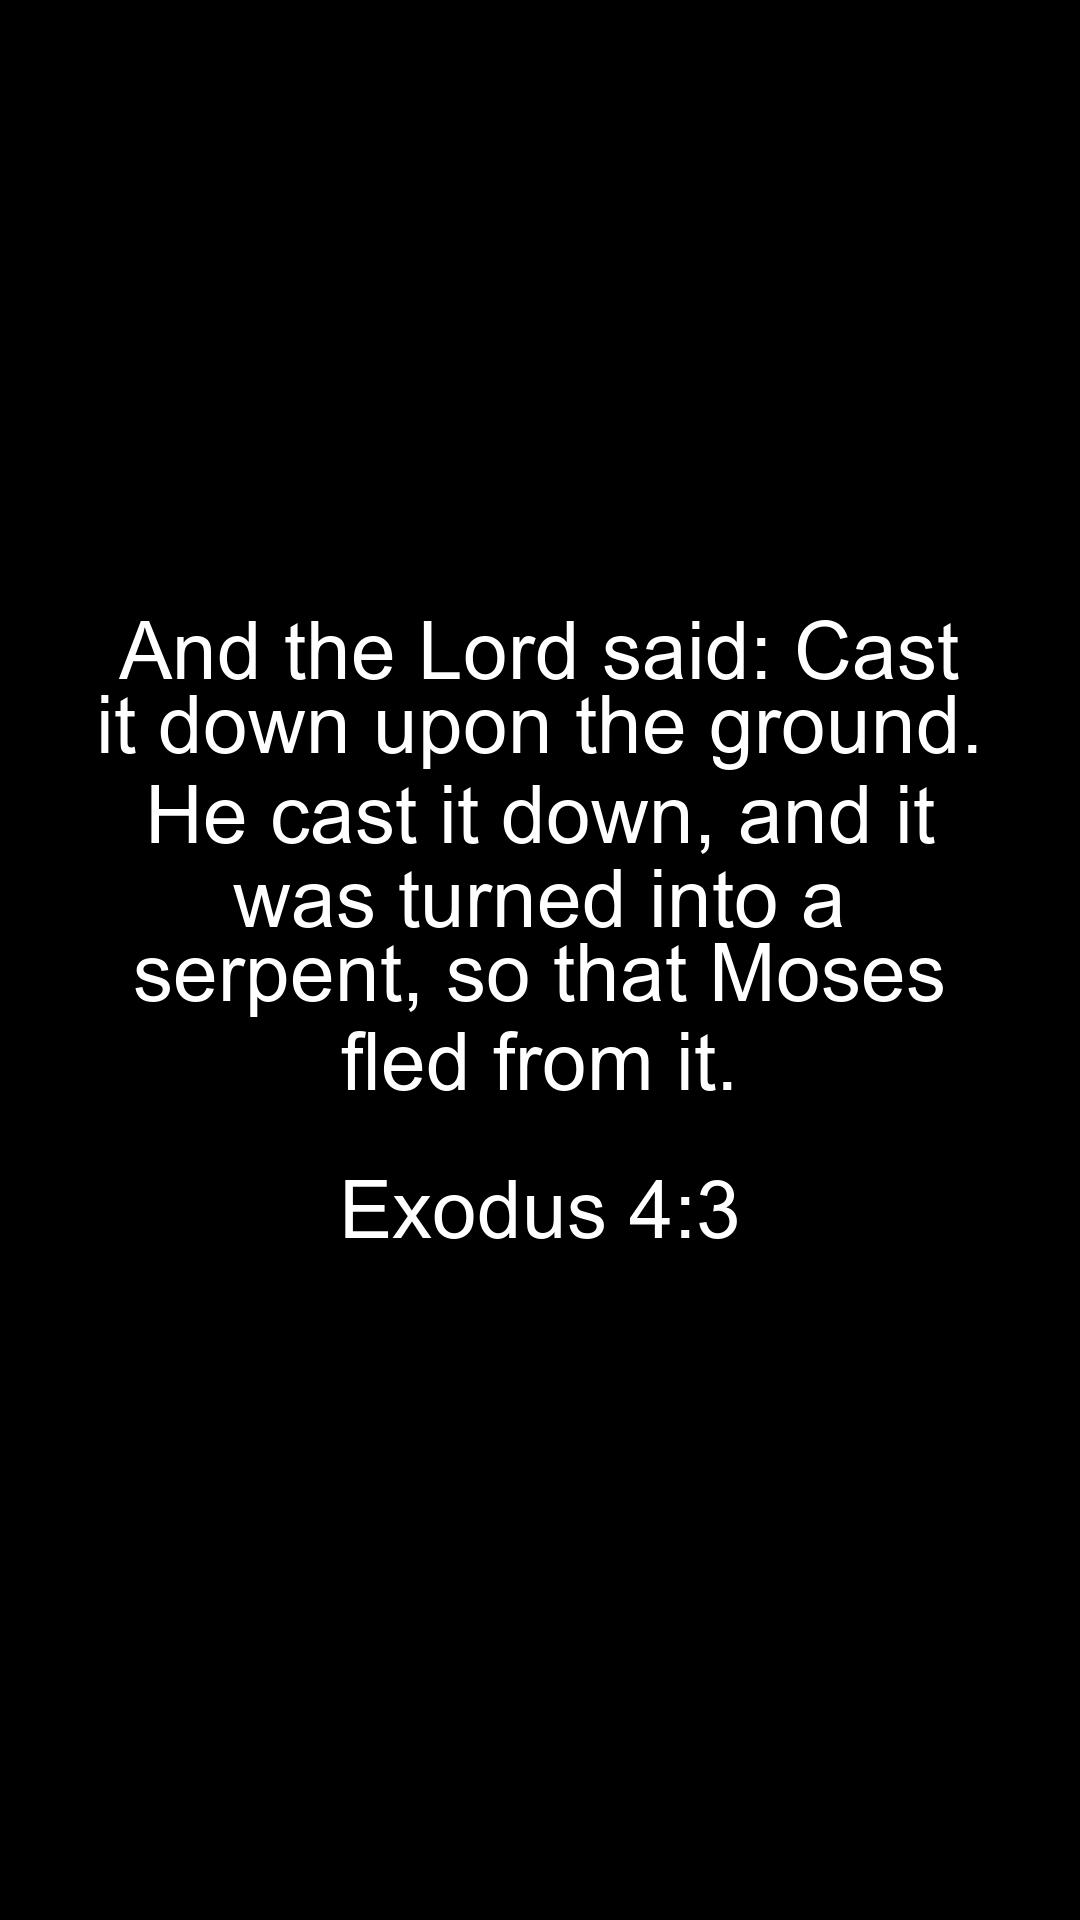 And the Lord said: Cast
it down upon the ground.
He cast it down, and it
was turned into a
serpent, so that Moses
fled from it.
Exodus 4:3